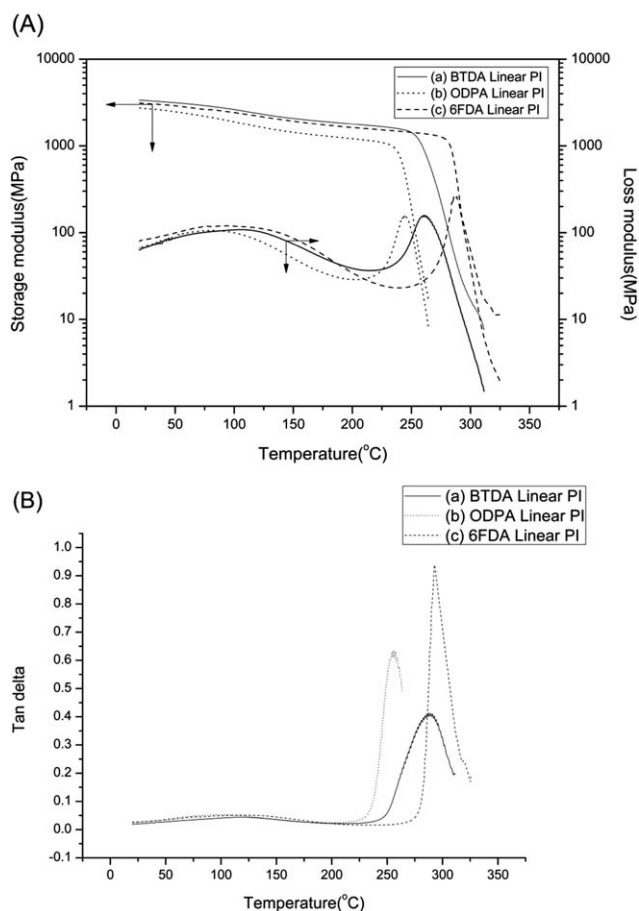 (A)
10000
1000
100
10
1
Storage modulus(MPa)
10000
1000
100
10
1
Loss modulus(MPa)
(a) BTDA Linear PI
(b) ODPA Linear PI
(c) 6FDA Linear PI
0 50 100 150 200 250 300 350
Temperature(°C)
(B)
(a) BTDA Linear PI
(b) ODPA Linear PI
(c) 6FDA Linear PI
1.0
0.9
0.8
0.7
0.6
0.5
0.4
0.3
0.2
0.1
0.0
-0.1
Tan delta
0 50 100 150 200 250 300 350
Temperature(°C)